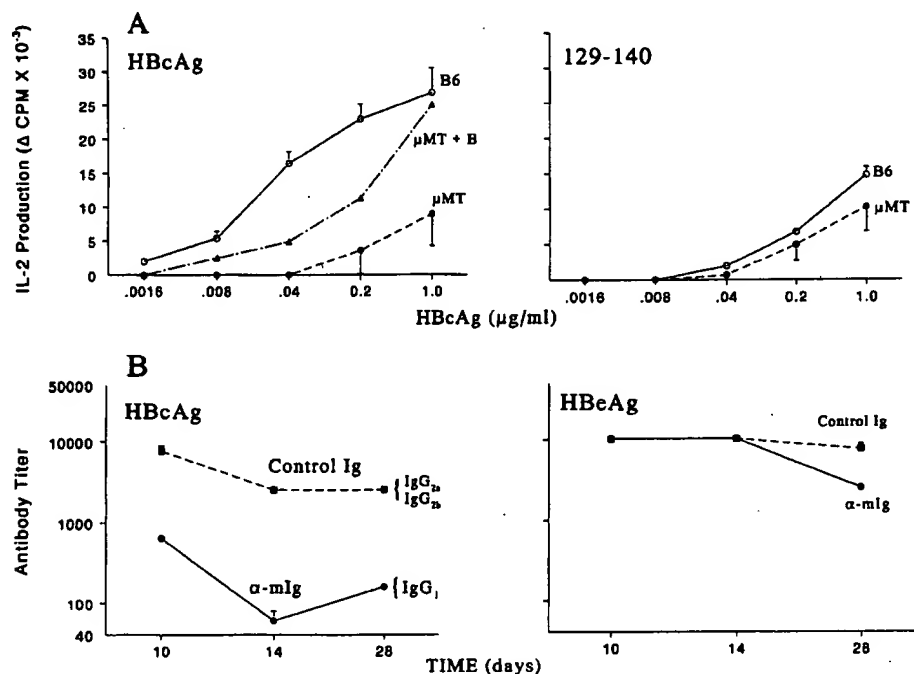 A
HBcAg
129-140
IL-2 Production (Δ CPM X 10⁻³)
35
30
25
20
15
10
5
0
B6
μMT + B
μMT
B6
μMT
.0016 .008 .04 0.2 1.0
.0016 .008 .04 0.2 1.0
HBcAg (μg/ml)
B
HBcAg
HBeAg
Antibody Titer
50000
10000
1000
100
40
Control Ig
IgG₂ₐ
IgG₂b
α-mIg
IgG₁
Control Ig
α-mIg
10 14 28
10 14 28
TIME (days)